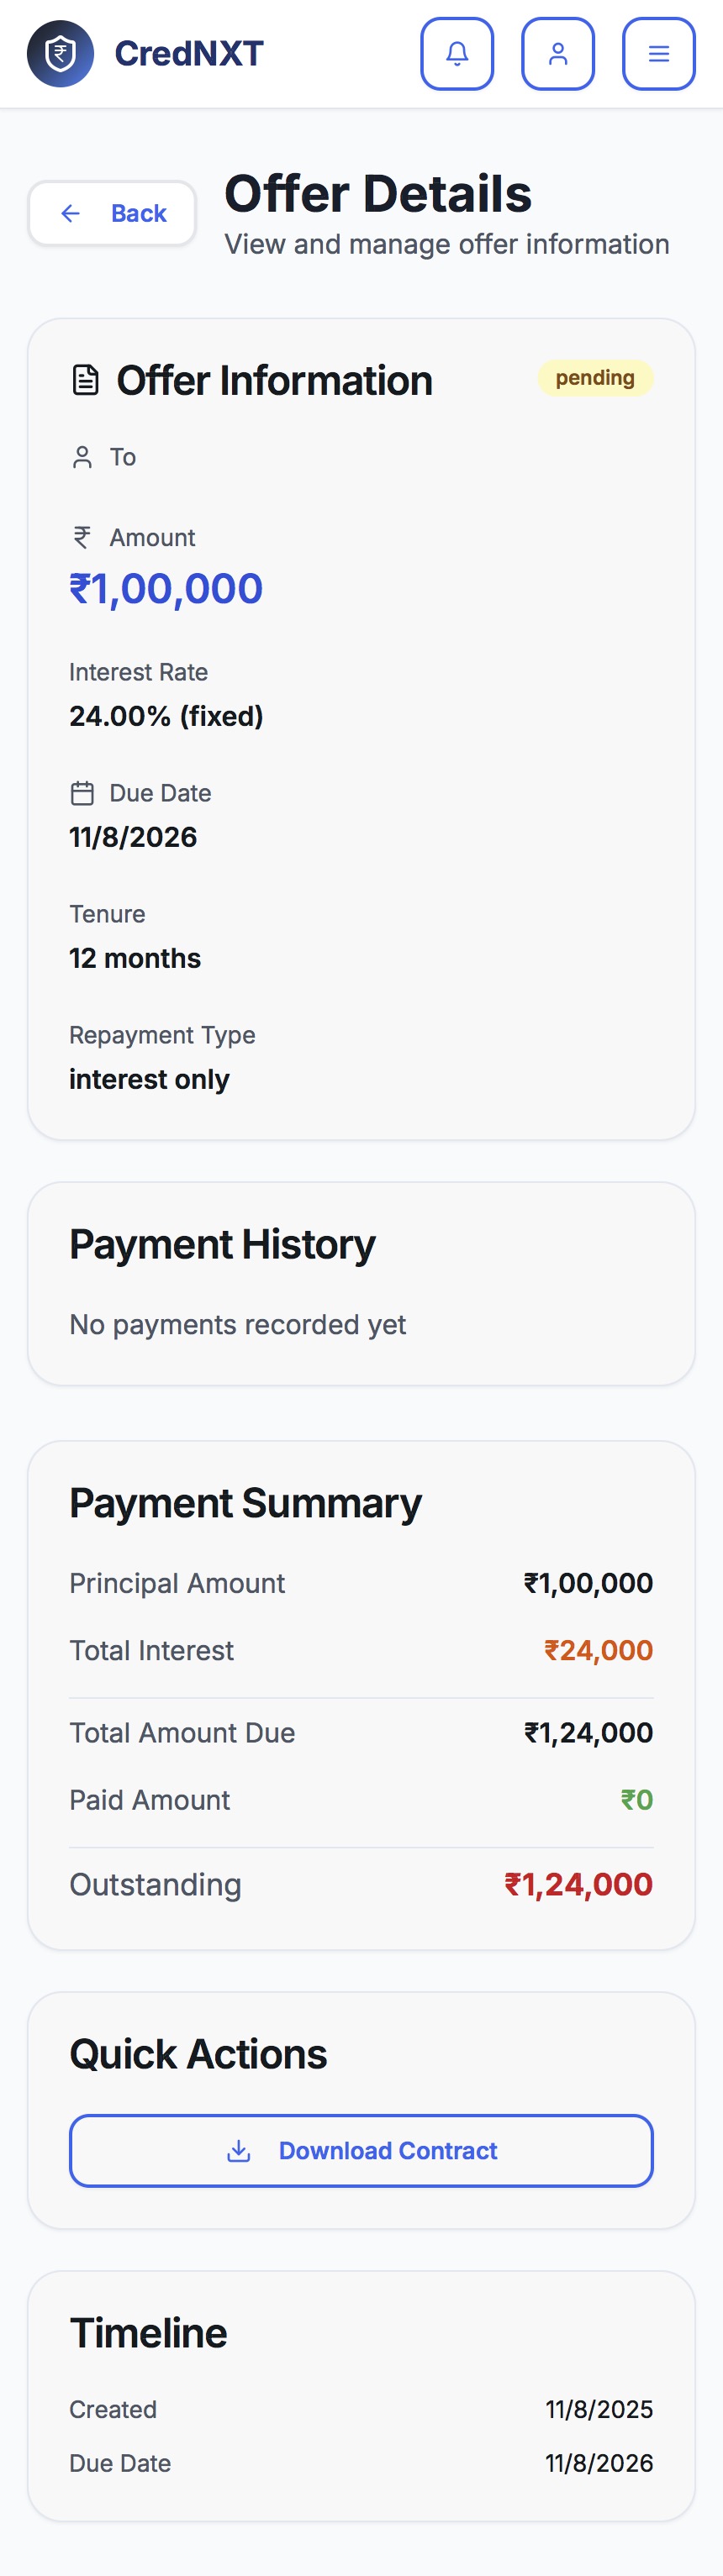 CredNXT
Back
Offer Details
View and manage offer information
Offer Information
pending
To
Amount
₹1,00,000
Interest Rate
24.00% (fixed)
Due Date
11/8/2026
Tenure
12 months
Repayment Type
interest only
Payment History
No payments recorded yet
Payment Summary
Principal Amount ₹1,00,000
Total Interest ₹24,000
Total Amount Due ₹1,24,000
Paid Amount ₹0
Outstanding ₹1,24,000
Quick Actions
Download Contract
Timeline
Created 11/8/2025
Due Date 11/8/2026